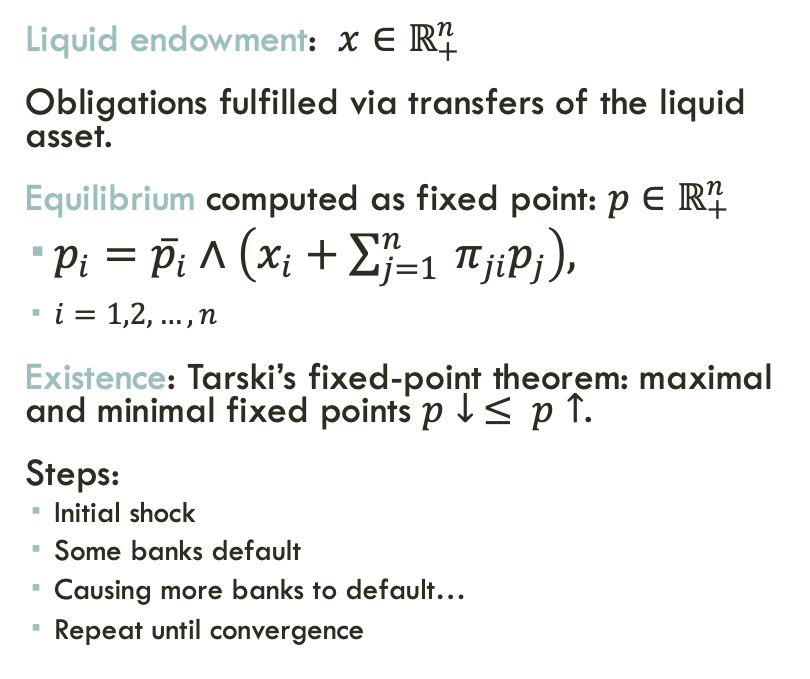 Liquid endowment: x ∈ ℝ₊ⁿ
Obligations fulfilled via transfers of the liquid
asset.
Equilibrium computed as fixed point: p ∈ ℝ₊ⁿ
▪ pᵢ = p̄ᵢ ∧ (xᵢ + ∑ⁿⱼ₌₁ πⱼᵢpⱼ),
▪ i = 1,2, …, n
Existence: Tarski’s fixed-point theorem: maximal
and minimal fixed points p ↓ ≤ p ↑.
Steps:
▪ Initial shock
▪ Some banks default
▪ Causing more banks to default…
▪ Repeat until convergence